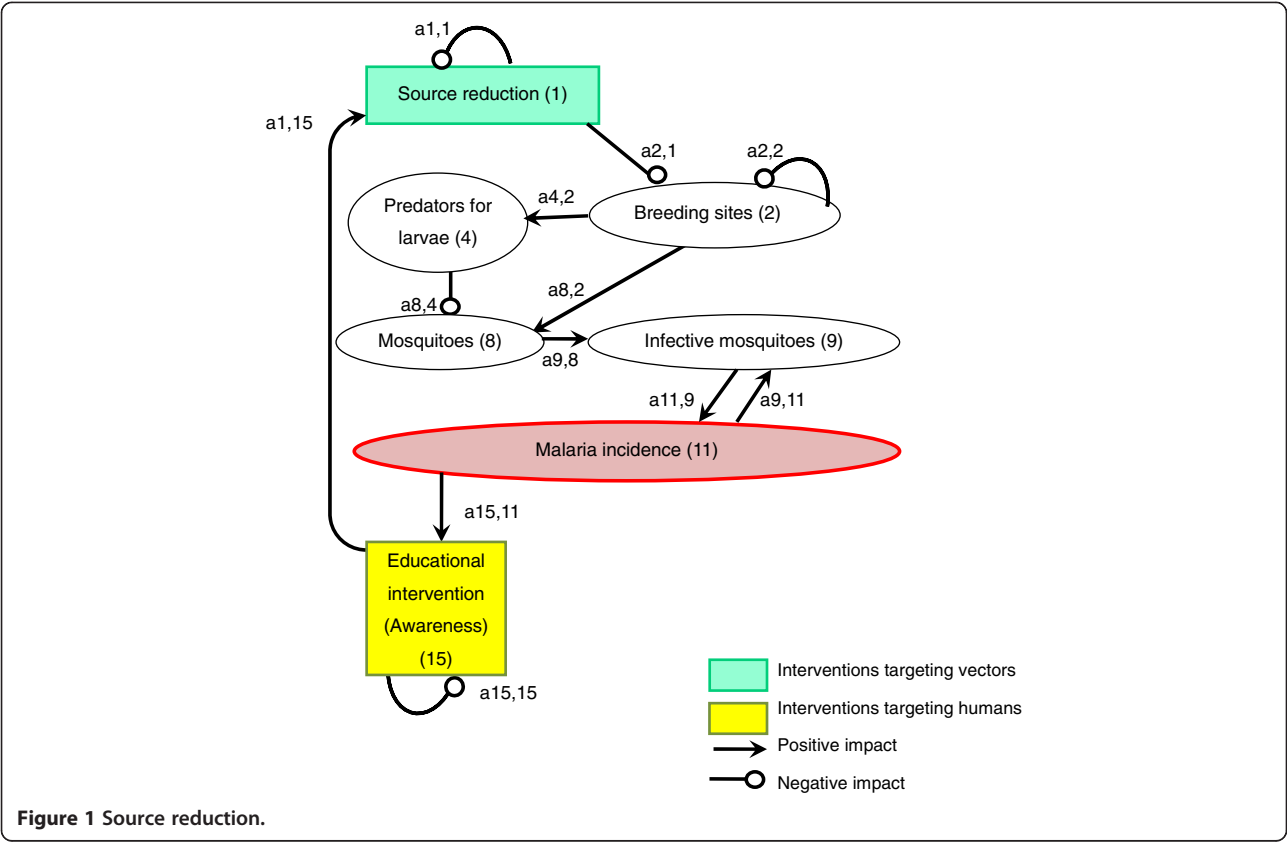 a1,1
Source reduction (1)
a1,15
a2,1
a2,2
a4,2
Predators for
larvae (4)
Breeding sites (2)
a8,2
a8,4
Mosquitoes (8)
Infective mosquitoes (9)
a9,8
a11,9
a9,11
Malaria incidence (11)
a15,11
Educational
intervention
(Awareness)
(15)
a15,15
Interventions targeting vectors
Interventions targeting humans
Positive impact
Negative impact
Figure 1 Source reduction.